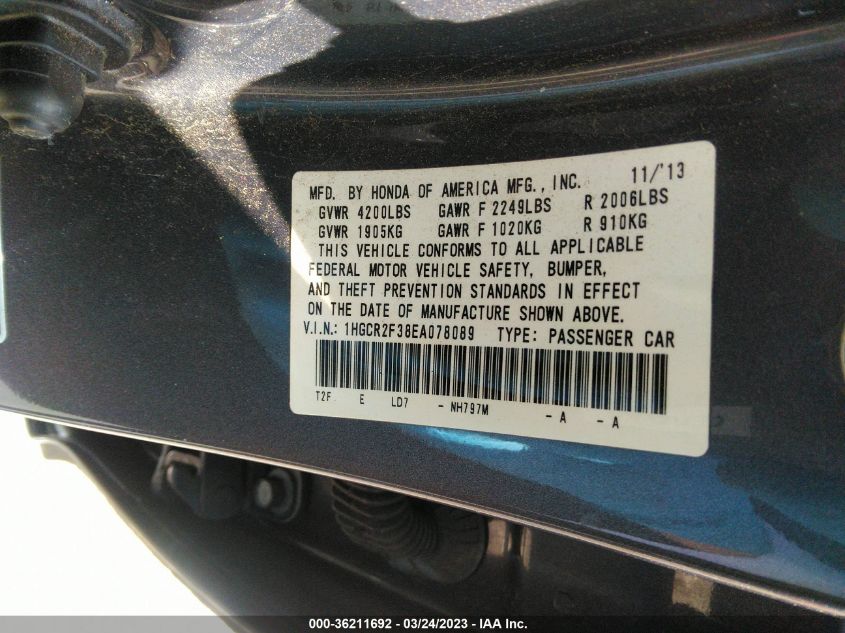 MFD. BY HONDA OF AMERICA MFG., INC. 11/'13
GVWR 4200LBS GAWR F 2249LBS R 2006LBS
GVWR 1905KG GAWR F 1020KG R 910KG
THIS VEHICLE CONFORMS TO ALL APPLICABLE
FEDERAL MOTOR VEHICLE SAFETY, BUMPER,
AND THEFT PREVENTION STANDARDS IN EFFECT
ON THE DATE OF MANUFACTURE SHOWN ABOVE.
V.I.N.: 1HGCR2F38EA078089 TYPE: PASSENGER CAR
T2F E LD7 - NH797M - A - A
000-36211692 - 03/24/2023 - IAA Inc.